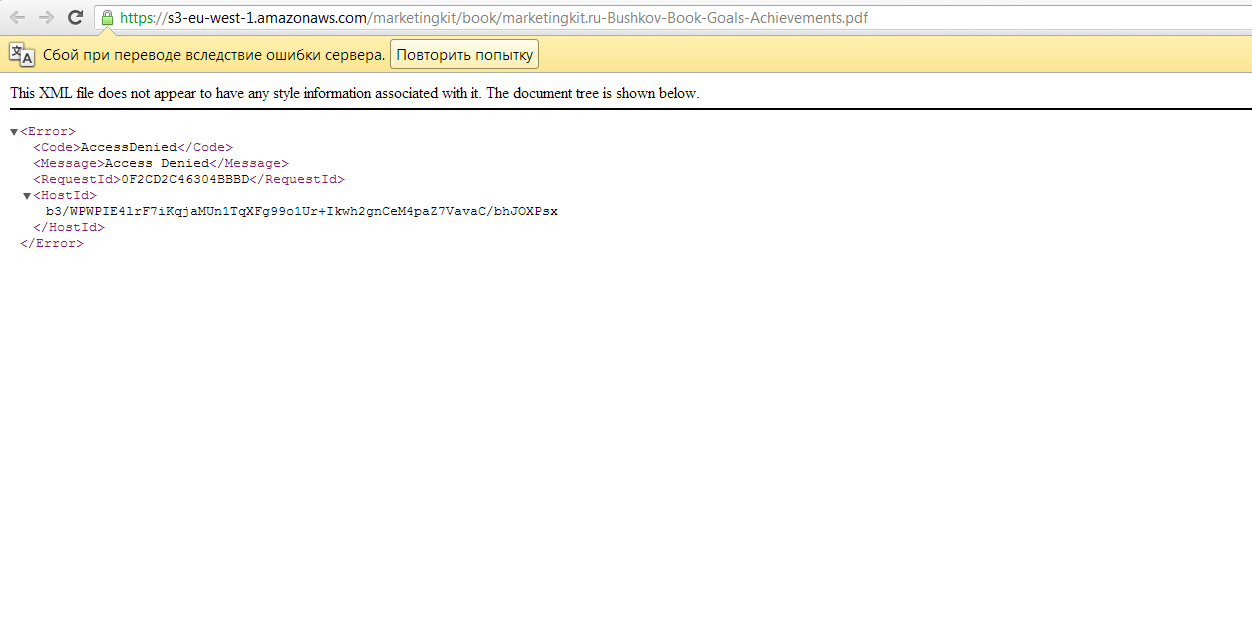 https://s3-eu-west-1.amazonaws.com/marketingkit/book/marketingkit.ru-Bushkov-Book-Goals-Achievements.pdf
Сбой при переводе вследствие ошибки сервера. Повторить попытку
This XML file does not appear to have any style information associated with it. The document tree is shown below.
▼<Error>
<Code>AccessDenied</Code>
<Message>Access Denied</Message>
<RequestId>0F2CD2C46304BBBD</RequestId>
▼<HostId>
b3/WPWPIE4lrF7iKqjaMUn1TqXFg99o1Ur+Ikwh2gnCeM4paZ7VavaC/bhJOXPsx
</HostId>
</Error>